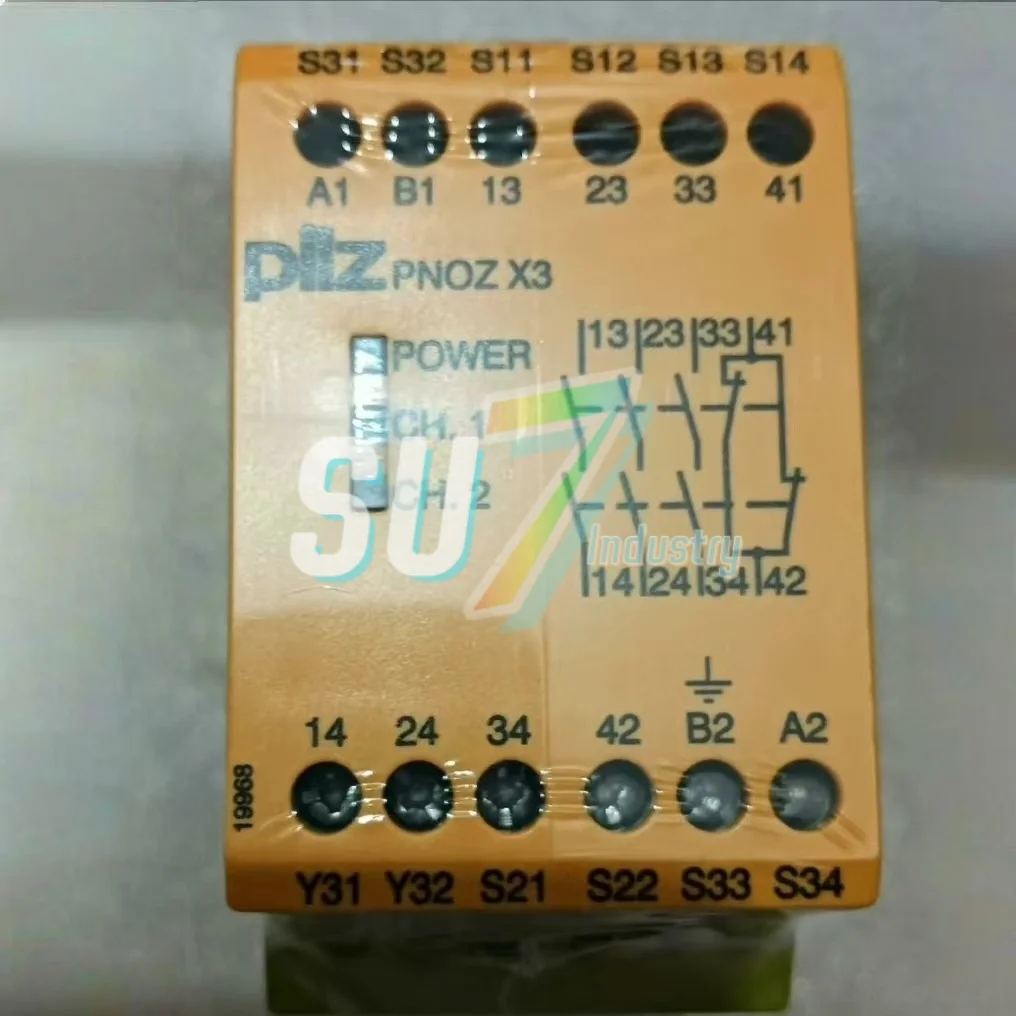 S31 S32 S11 S12 S13 S14
A1 B1 13 23 33 41
pilz PNOZ X3
13 23 33 41
POWER
CH. 1
CH. 2
SU7
Industry
14 24 34 42
14 24 34 42 B2 A2
19968
Y31 Y32 S21 S22 S33 S34